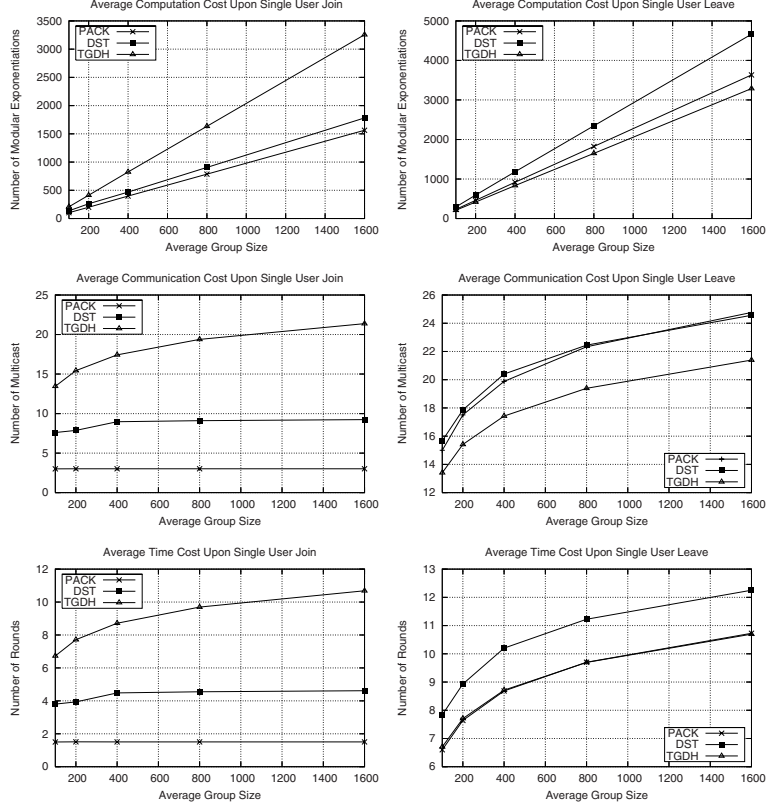 Average Computation Cost Upon Single User Join
Number of Modular Exponentiations
3500
3000
2500
2000
1500
1000
500
0
PACK
DST
TGDH
200 400 600 800 1000 1200 1400 1600
Average Group Size
Average Computation Cost Upon Single User Leave
Number of Modular Exponentiations
5000
4000
3000
2000
1000
0
PACK
DST
TGDH
200 400 600 800 1000 1200 1400 1600
Average Group Size
Average Communication Cost Upon Single User Join
Number of Multicast
25
20
15
10
5
0
PACK
DST
TGDH
200 400 600 800 1000 1200 1400 1600
Average Group Size
Average Communication Cost Upon Single User Leave
Number of Multicast
26
24
22
20
18
16
14
12
PACK
DST
TGDH
200 400 600 800 1000 1200 1400 1600
Average Group Size
Average Time Cost Upon Single User Join
Number of Rounds
12
10
8
6
4
2
0
PACK
DST
TGDH
200 400 600 800 1000 1200 1400 1600
Average Group Size
Average Time Cost Upon Single User Leave
Number of Rounds
13
12
11
10
9
8
7
6
PACK
DST
TGDH
200 400 600 800 1000 1200 1400 1600
Average Group Size